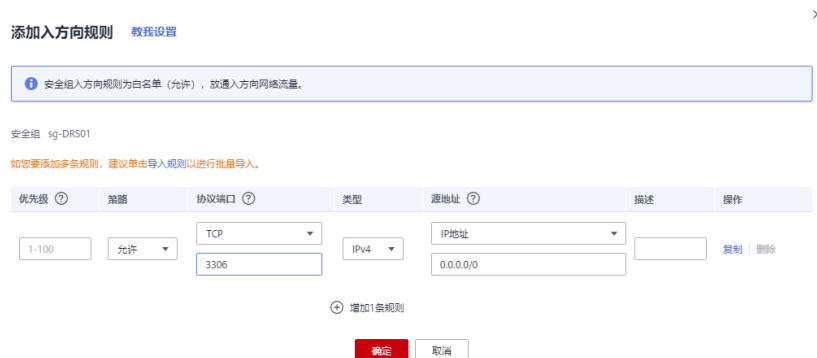 添加入方向规则 教我设置
安全组入方向规则为白名单（允许），放通入方向网络流量。
安全组 sg-DRS01
如您要添加多条规则，建议单击导入规则以进行批量导入。
优先级 策略 协议端口 类型 源地址 描述 操作
1-100 允许 TCP IPv4 IP地址 复制 删除
3306 0.0.0.0/0
增加1条规则
确定 取消